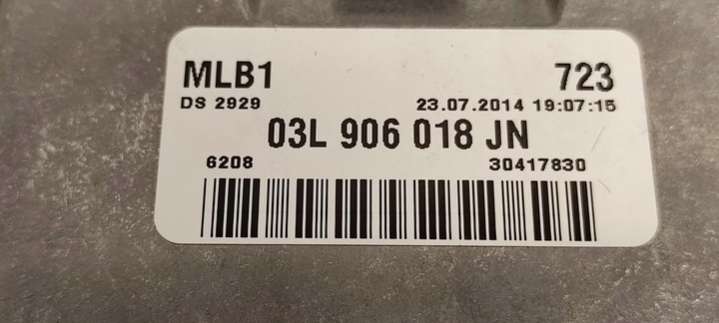 MLB1 723
DS 2929 23.07.2014 19:07:15
03L 906 018 JN
6208 30417830